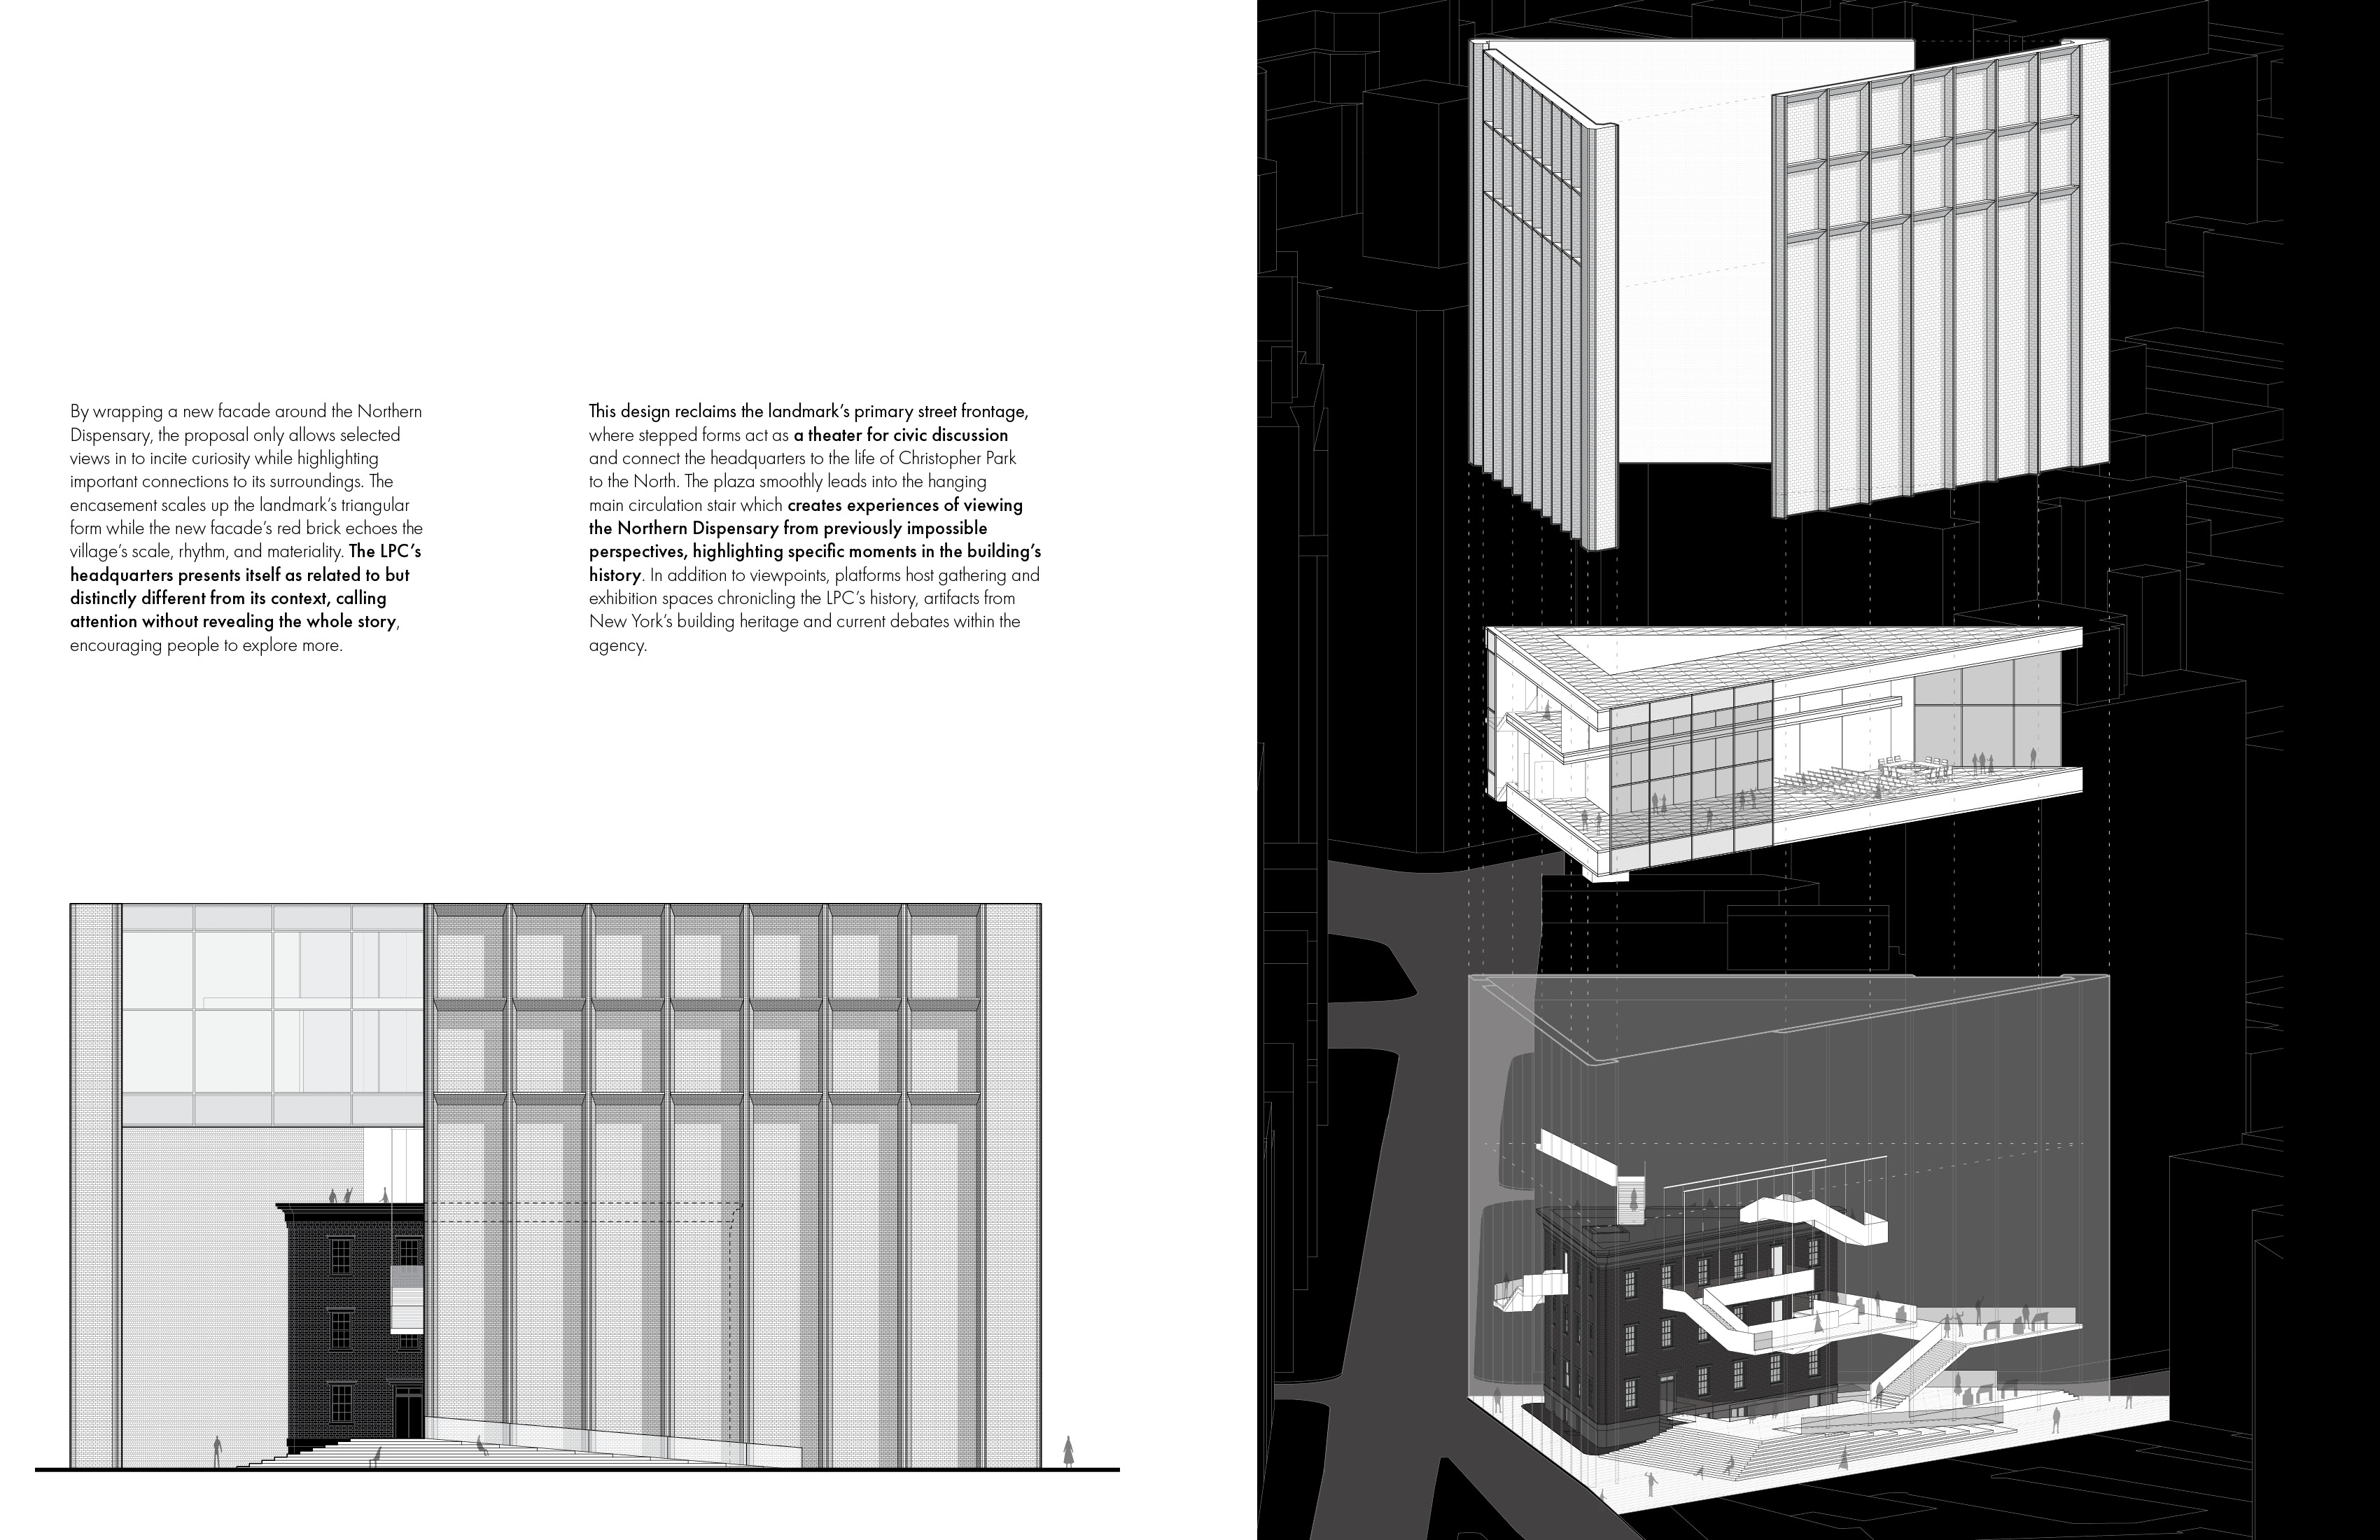 By wrapping a new facade around the Northern
Dispensary, the proposal only allows selected
views in to incite curiosity while highlighting
important connections to its surroundings. The
encasement scales up the landmark’s triangular
form while the new facade’s red brick echoes the
village’s scale, rhythm, and materiality. The LPC’s
headquarters presents itself as related to but
distinctly different from its context, calling
attention without revealing the whole story,
encouraging people to explore more.
This design reclaims the landmark’s primary street frontage,
where stepped forms act as a theater for civic discussion
and connect the headquarters to the life of Christopher Park
to the North. The plaza smoothly leads into the hanging
main circulation stair which creates experiences of viewing
the Northern Dispensary from previously impossible
perspectives, highlighting specific moments in the building’s
history. In addition to viewpoints, platforms host gathering and
exhibition spaces chronicling the LPC’s history, artifacts from
New York’s building heritage and current debates within the
agency.